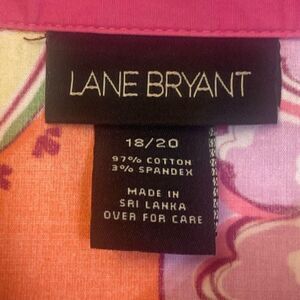 LANE BRYANT
18/20
97% COTTON
3% SPANDEX
MADE IN
SRI LANKA
OVER FOR CARE